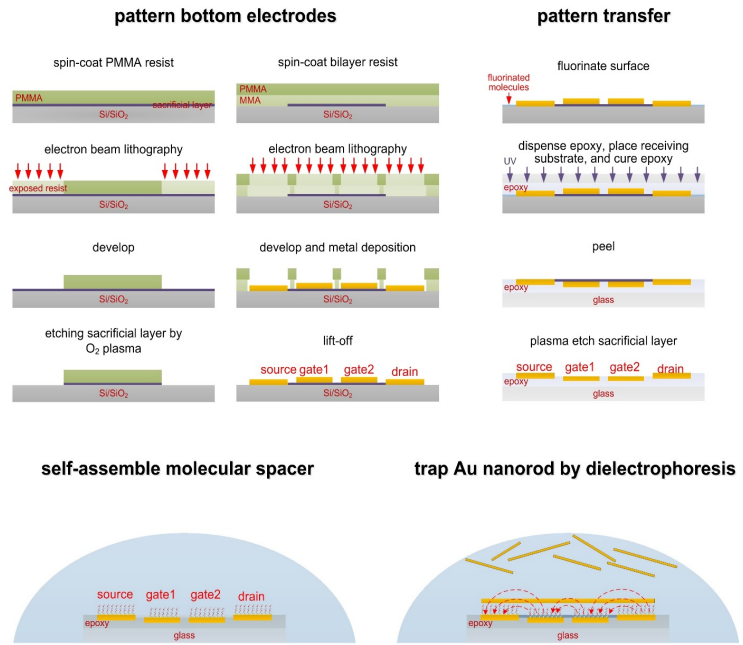 pattern bottom electrodes
pattern transfer
spin-coat PMMA resist
PMMA
sacrificial layer
Si/SiO₂
spin-coat bilayer resist
PMMA
MMA
Si/SiO₂
fluorinate surface
fluorinated
molecules
electron beam lithography
exposed resist
Si/SiO₂
electron beam lithography
Si/SiO₂
dispense epoxy, place receiving
substrate, and cure epoxy
UV
epoxy
develop
Si/SiO₂
develop and metal deposition
Si/SiO₂
peel
epoxy
glass
etching sacrificial layer by
O₂ plasma
Si/SiO₂
lift-off
source gate1 gate2 drain
Si/SiO₂
plasma etch sacrificial layer
source gate1 gate2 drain
epoxy
glass
self-assemble molecular spacer
source gate1 gate2 drain
epoxy
glass
trap Au nanorod by dielectrophoresis
epoxy
glass